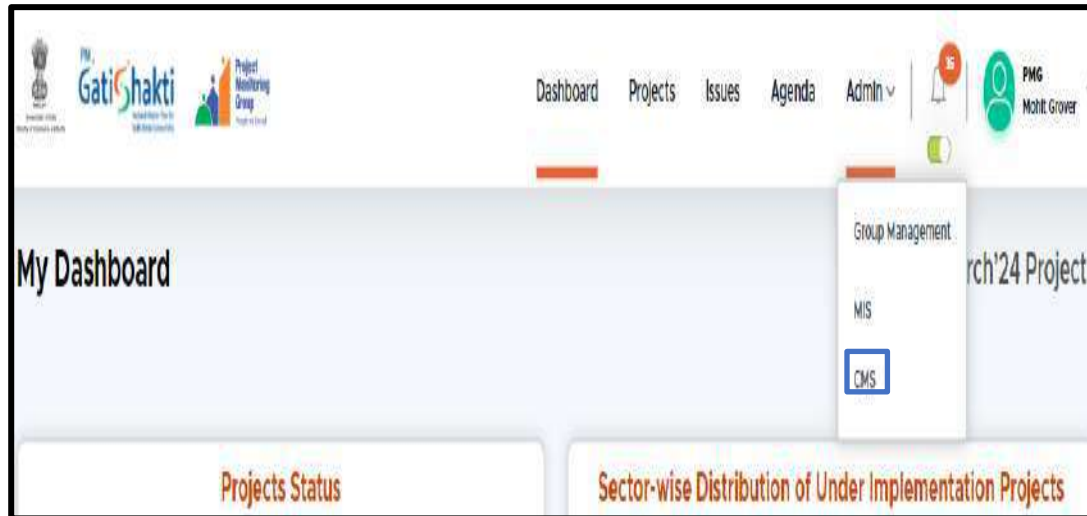 PM
GatiShakti
Project
Monitoring
Group
Dashboard Projects Issues Agenda Admin
36
PMG
Mohit Grover
Group Management
MIS
CMS
My Dashboard
rch'24 Project
Projects Status
Sector-wise Distribution of Under Implementation Projects